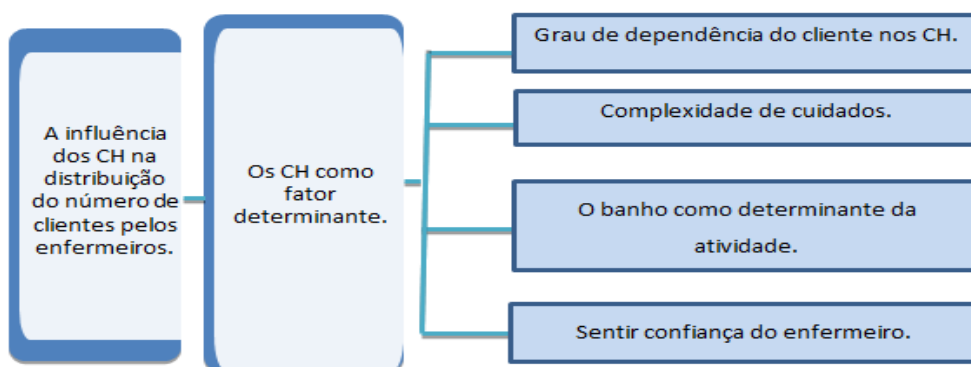 A influência
dos CH na
distribuição
do número de
clientes pelos
enfermeiros.
Os CH como
fator
determinante.
Grau de dependência do cliente nos CH.
Complexidade de cuidados.
O banho como determinante da
atividade.
Sentir confiança do enfermeiro.